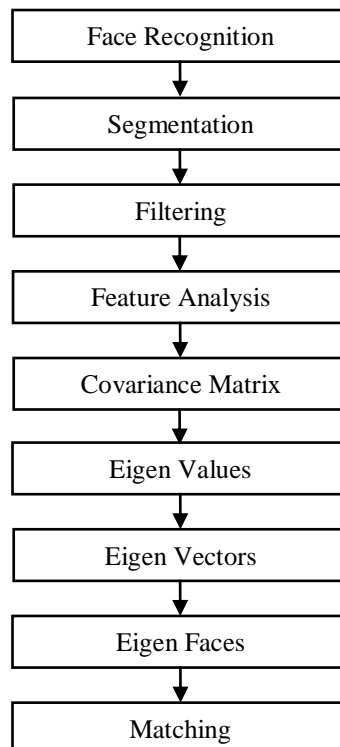 Face Recognition
Segmentation
Filtering
Feature Analysis
Covariance Matrix
Eigen Values
Eigen Vectors
Eigen Faces
Matching